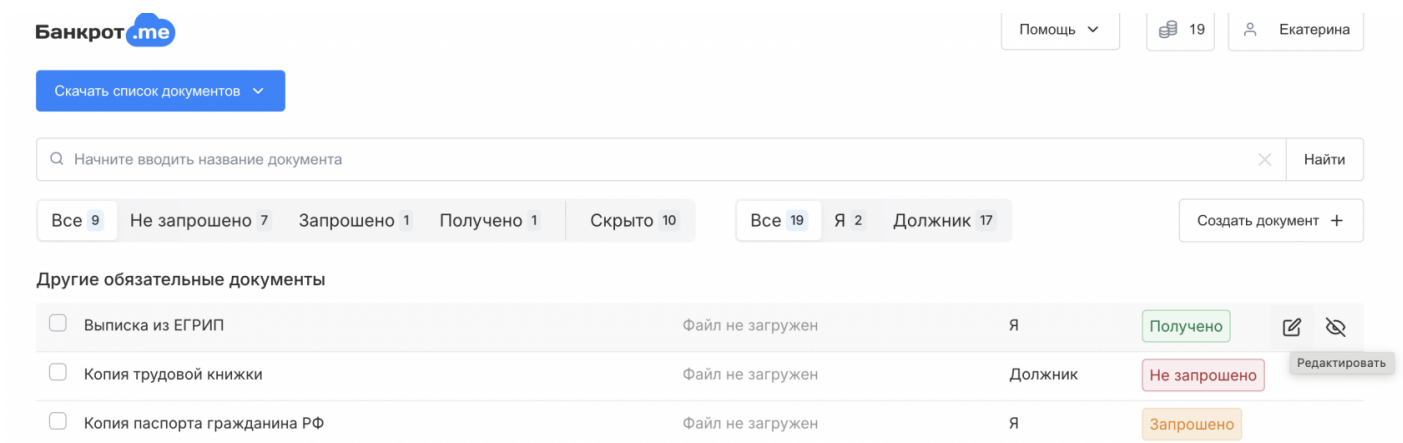 Банкрот .me
Помощь
19
Екатерина
Скачать список документов
Начните вводить название документа
Найти
Все 9 Не запрошено 7 Запрошено 1 Получено 1 Скрыто 10
Все 19 Я 2 Должник 17
Создать документ +
Другие обязательные документы
Выписка из ЕГРИП Файл не загружен Я Получено
Редактировать
Копия трудовой книжки Файл не загружен Должник Не запрошено
Копия паспорта гражданина РФ Файл не загружен Я Запрошено